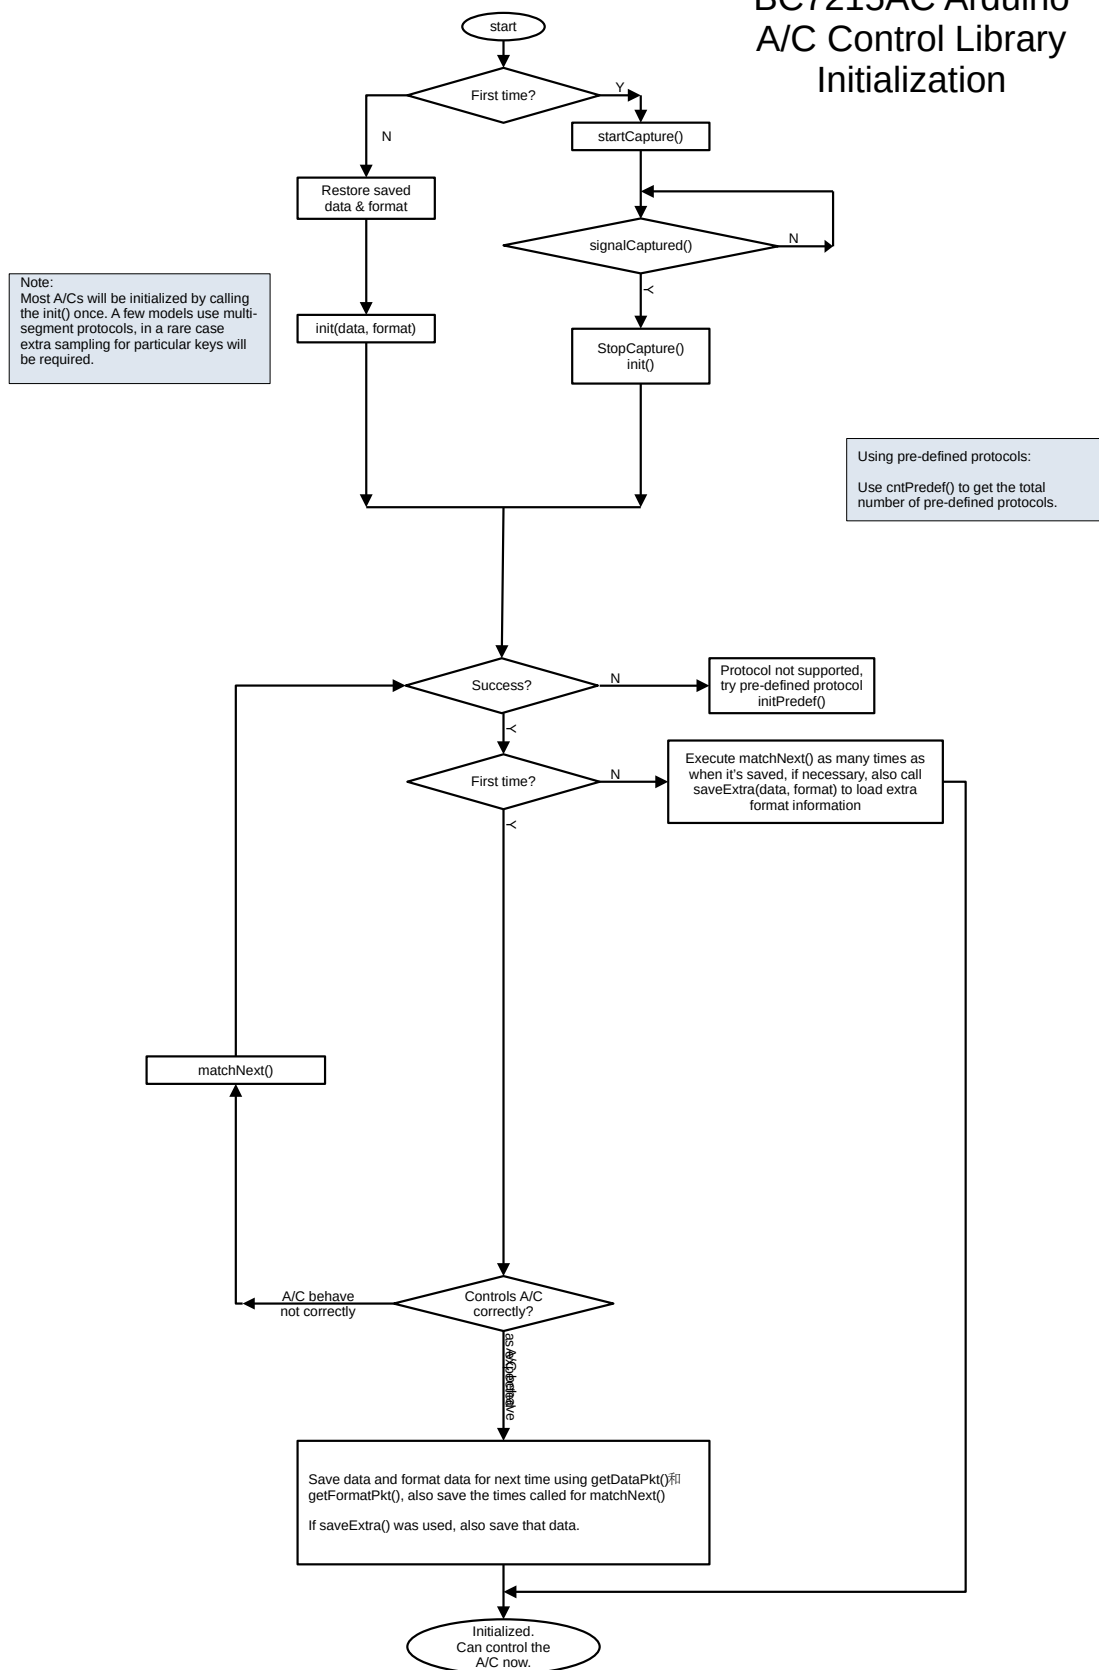 BC7215AC Arduino
A/C Control Library
Initialization
start
First time?
Y
N
startCapture()
Restore saved
data & format
signalCaptured()
N
Y
Note:
Most A/Cs will be initialized by calling
the init() once. A few models use multi-
segment protocols, in a rare case
extra sampling for particular keys will
be required.
init(data, format)
StopCapture()
init()
Using pre-defined protocols:
Use cntPredef() to get the total
number of pre-defined protocols.
Success?
N
Protocol not supported,
try pre-defined protocol
initPredef()
Y
First time?
N
Execute matchNext() as many times as
when it's saved, if necessary, also call
saveExtra(data, format) to load extra
format information
Y
matchNext()
A/C behave
not correctly
Controls A/C
correctly?
A/C behave
as expected
Save data and format data for next time using getDataPkt()和
getFormatPkt(), also save the times called for matchNext()
If saveExtra() was used, also save that data.
Initialized.
Can control the
A/C now.